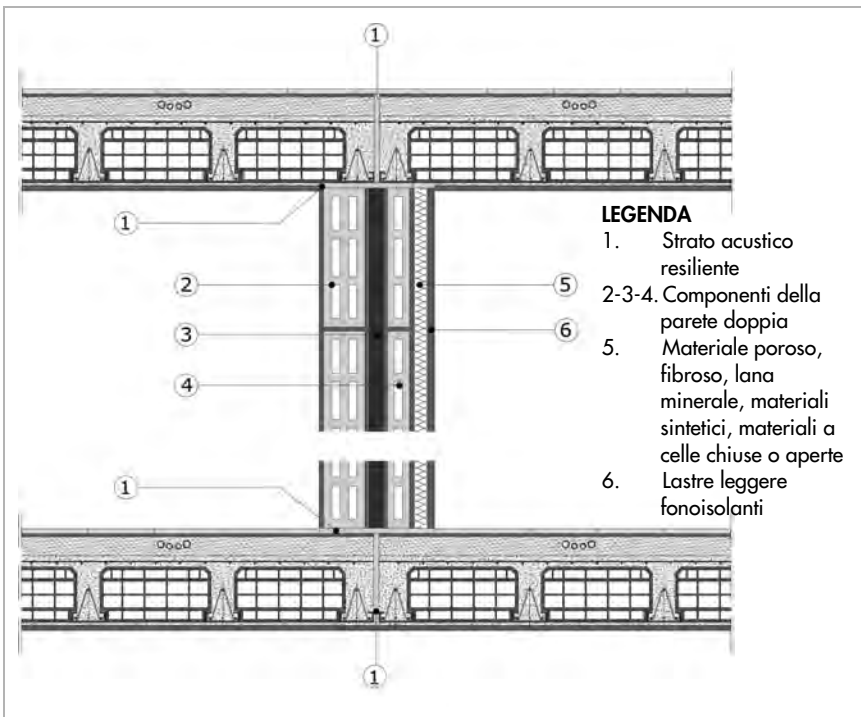 1
1
2
3
4
5
6
1
1
LEGENDA
1. Strato acustico
resiliente
2-3-4. Componenti della
parete doppia
5. Materiale poroso,
fibroso, lana
minerale, materiali
sintetici, materiali a
celle chiuse o aperte
6. Lastre leggere
fonoisolanti